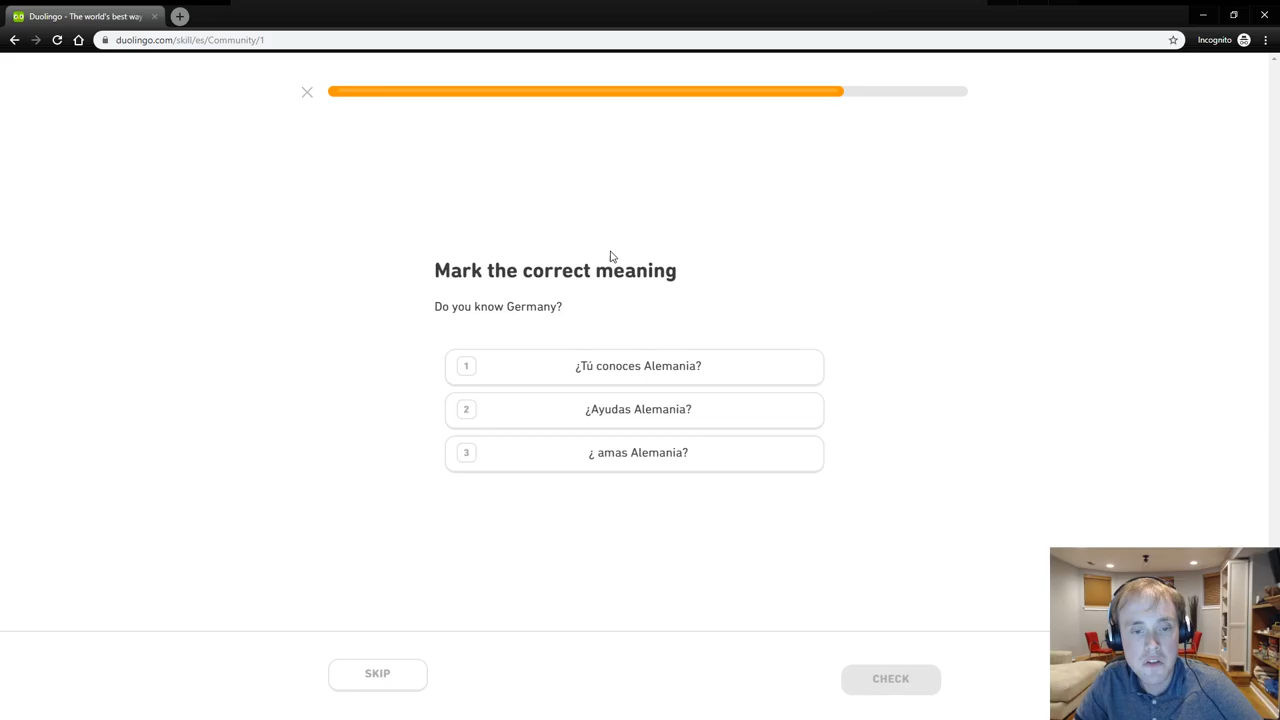 Duolingo - The world's best way
duolingo.com/skill/es/Community/1
Incognito
Mark the correct meaning
Do you know Germany?
1 ¿Tú conoces Alemania?
2 ¿Ayudas Alemania?
3 ¿ amas Alemania?
SKIP
CHECK